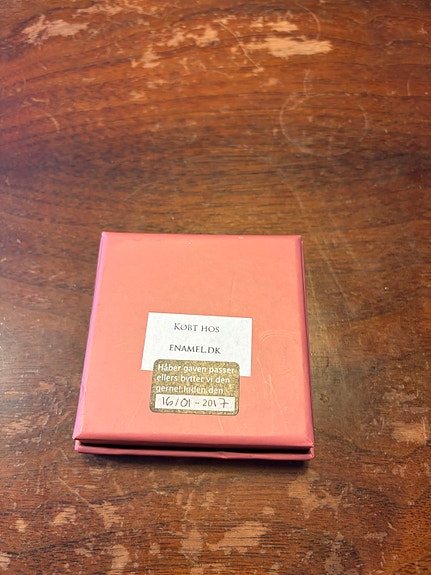 KØBT HOS
ENAMEL.DK
Håber gaven passer
ellers bytter vi den
gerne! Inden den
16/01-2017